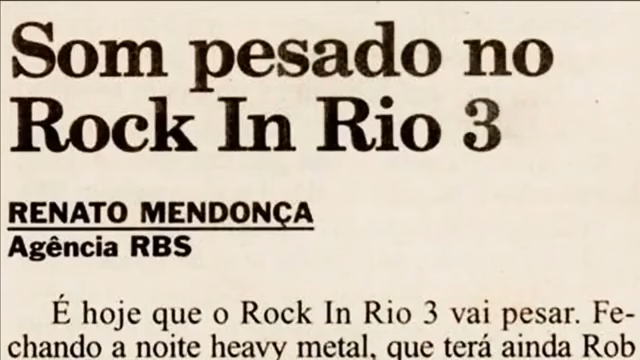 Som pesado no
Rock In Rio 3
RENATO MENDONÇA
Agência RBS
É hoje que o Rock In Rio 3 vai pesar. Fe-
chando a noite heavy metal, que terá ainda Rob